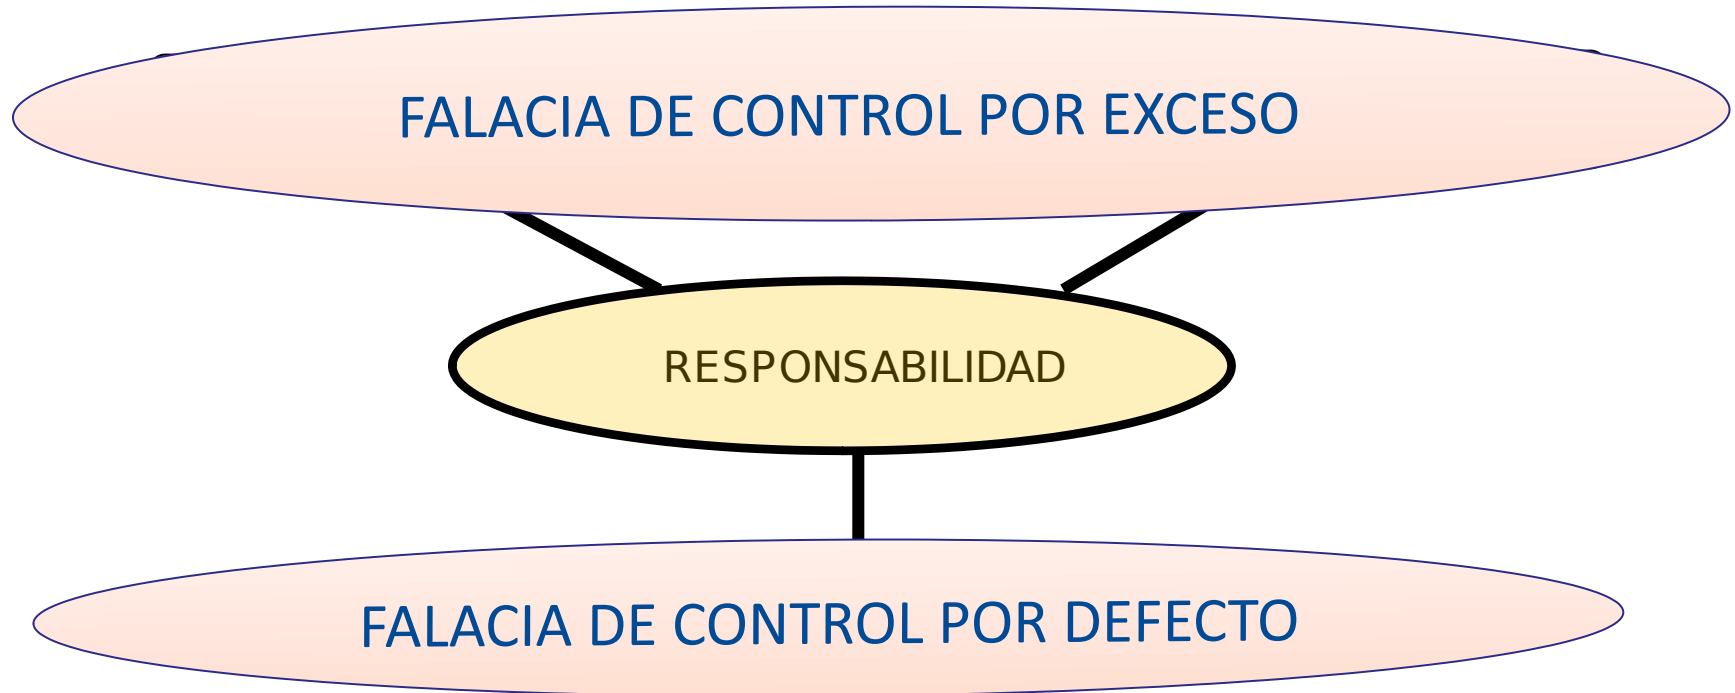 FALACIA DE CONTROL POR EXCESO
RESPONSABILIDAD
FALACIA DE CONTROL POR DEFECTO